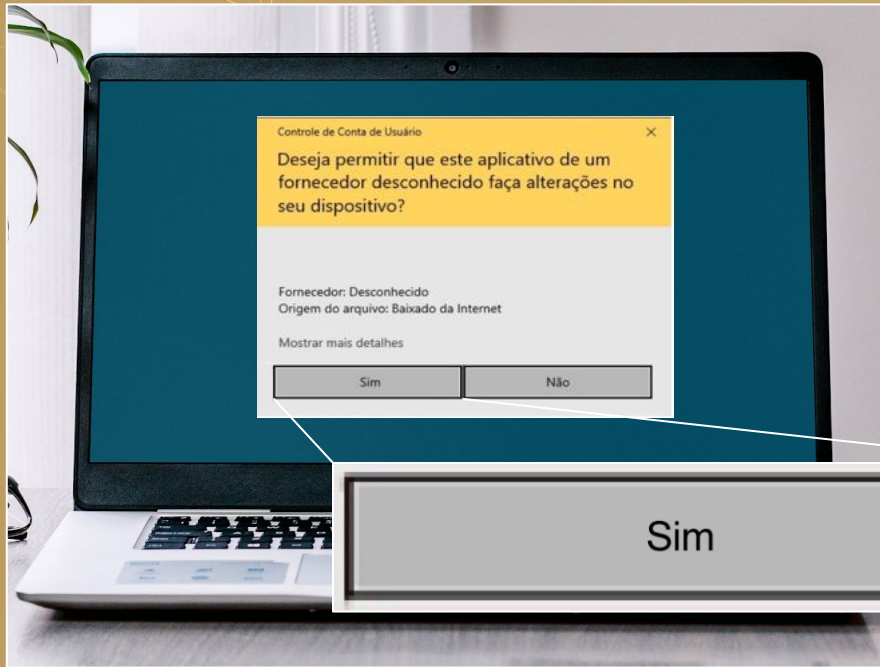 Controle de Conta de Usuário
Deseja permitir que este aplicativo de um
fornecedor desconhecido faça alterações no
seu dispositivo?
Fornecedor: Desconhecido
Origem do arquivo: Baixado da Internet
Mostrar mais detalhes
Sim Não
Sim